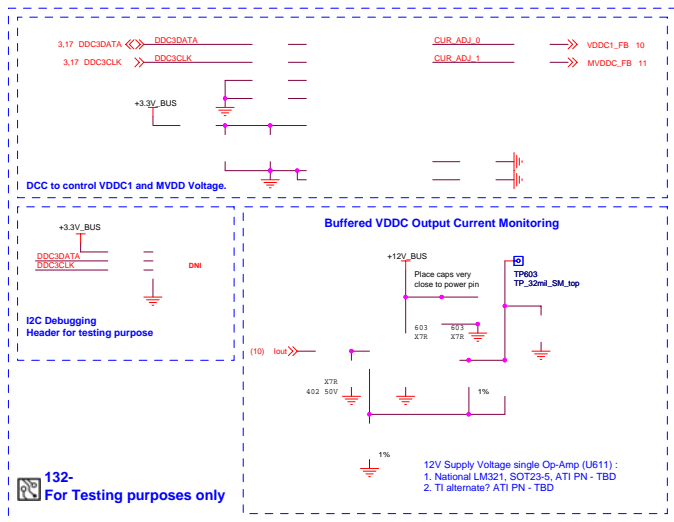 3,17 DDC3DATA DDC3DATA CUR_ADJ_0 VDDC1_FB 10
3,17 DDC3CLK DDC3CLK CUR_ADJ_1 MVDDC_FB 11
+3.3V_BUS
DCC to control VDDC1 and MVDD Voltage.
+3.3V_BUS
DDC3DATA
DDC3CLK
DNI
I2C Debugging
Header for testing purpose
Buffered VDDC Output Current Monitoring
+12V_BUS
Place caps very
close to power pin
TP603
TP_32mil_SM_top
603 603
X7R X7R
(10) Iout
X7R
402 50V
1%
1%
12V Supply Voltage single Op-Amp (U611) :
1. National LM321, SOT23-5, ATI PN - TBD
2. TI alternate? ATI PN - TBD
132-
For Testing purposes only